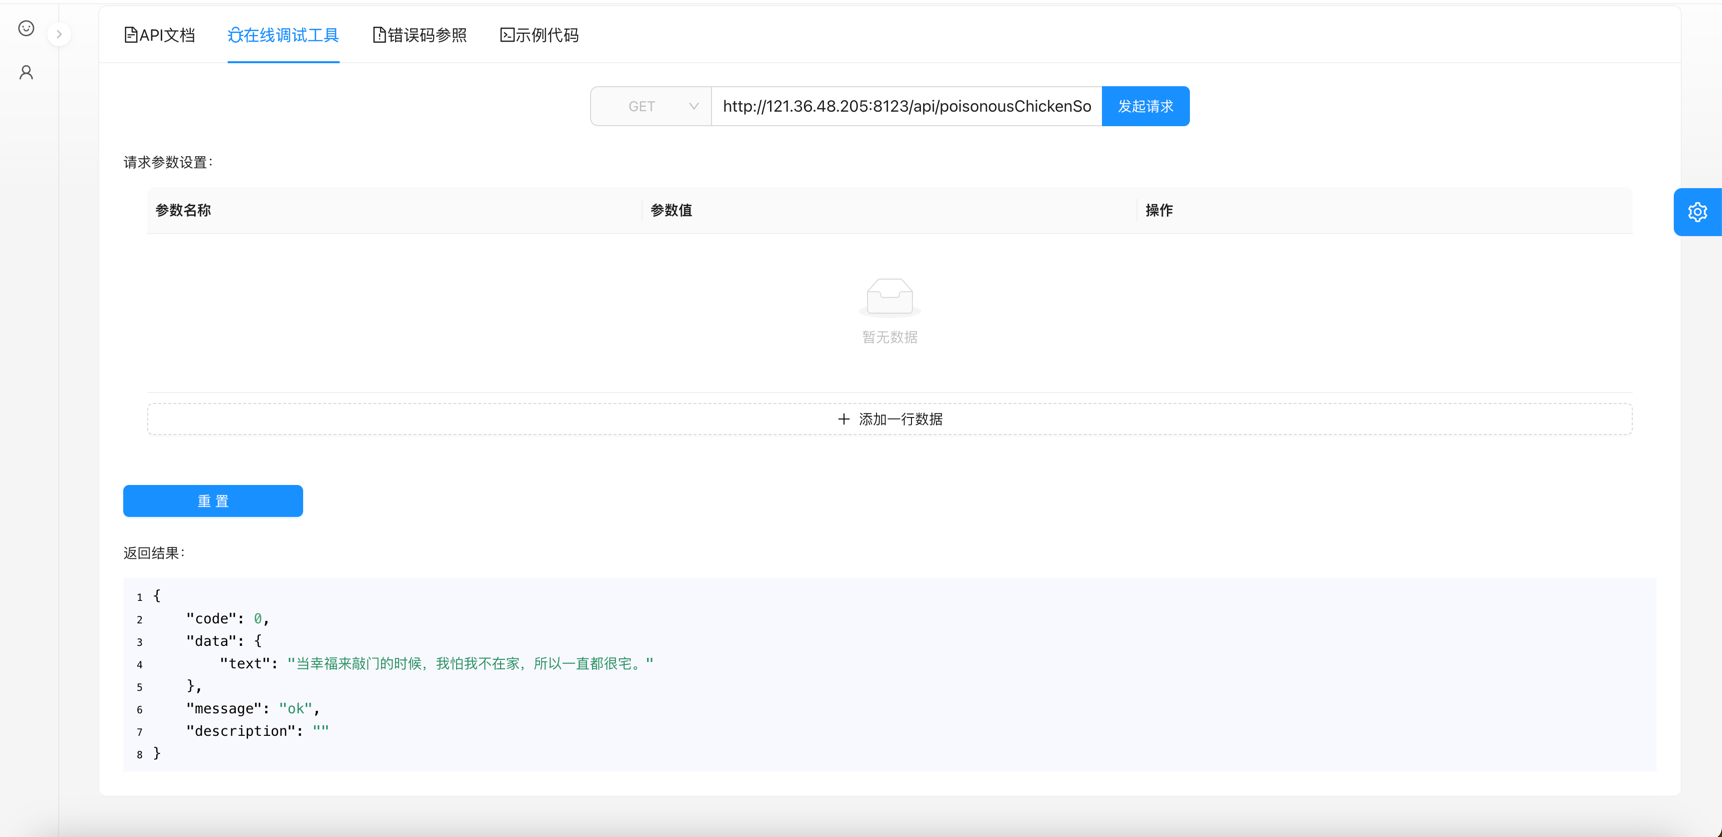 API文档 在线调试工具 错误码参照 示例代码
GET http://121.36.48.205:8123/api/poisonousChickenSo 发起请求
请求参数设置:
参数名称 参数值 操作
暂无数据
+ 添加一行数据
重 置
返回结果:
1 {
2 "code": 0,
3 "data": {
4 "text": "当幸福来敲门的时候，我怕我不在家，所以一直都很宅。"
5 },
6 "message": "ok",
7 "description": ""
8 }